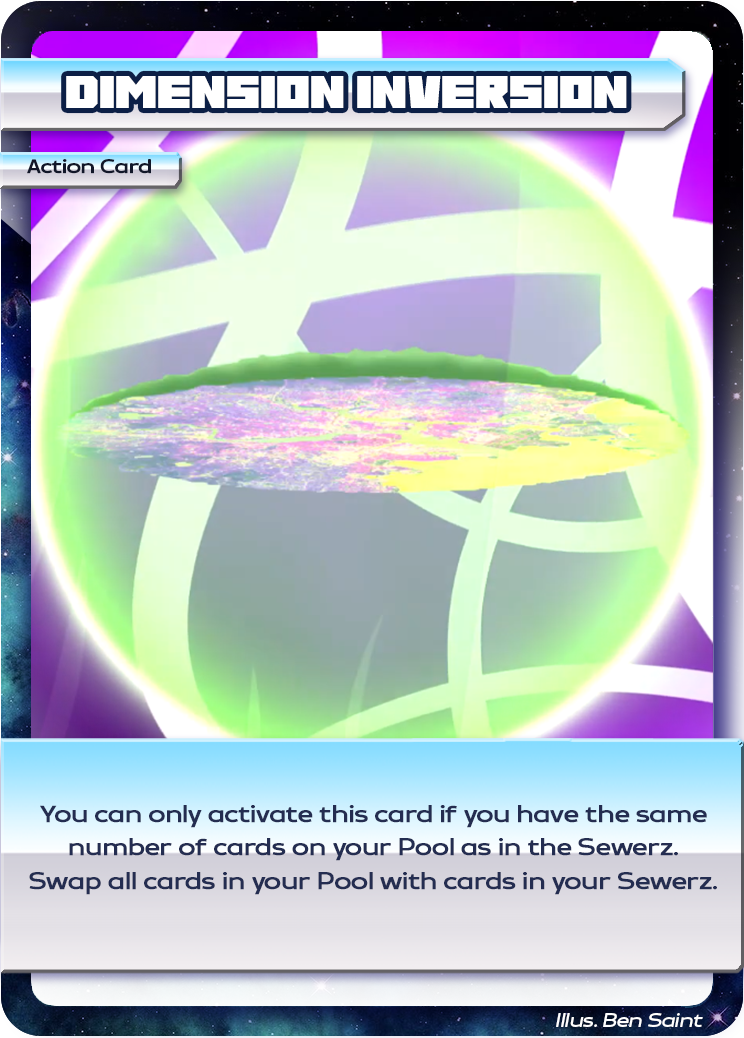 DIMENSION INVERSION
Action Card
You can only activate this card if you have the same
number of cards on your Pool as in the Sewerz.
Swap all cards in your Pool with cards in your Sewerz.
Illus. Ben Saint